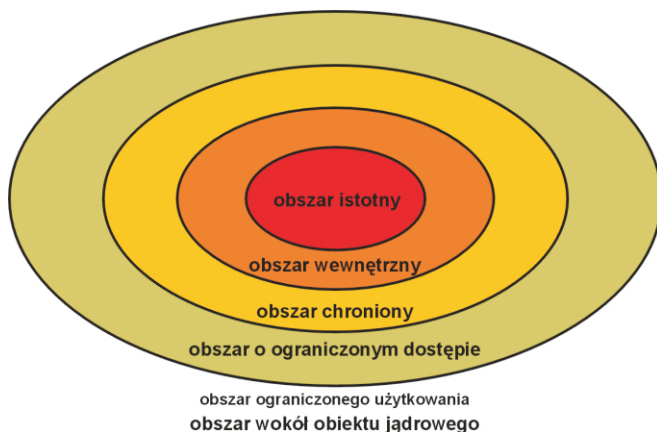 obszar istotny
obszar wewnętrzny
obszar chroniony
obszar o ograniczonym dostępie
obszar ograniczonego użytkowania
obszar wokół obiektu jądrowego